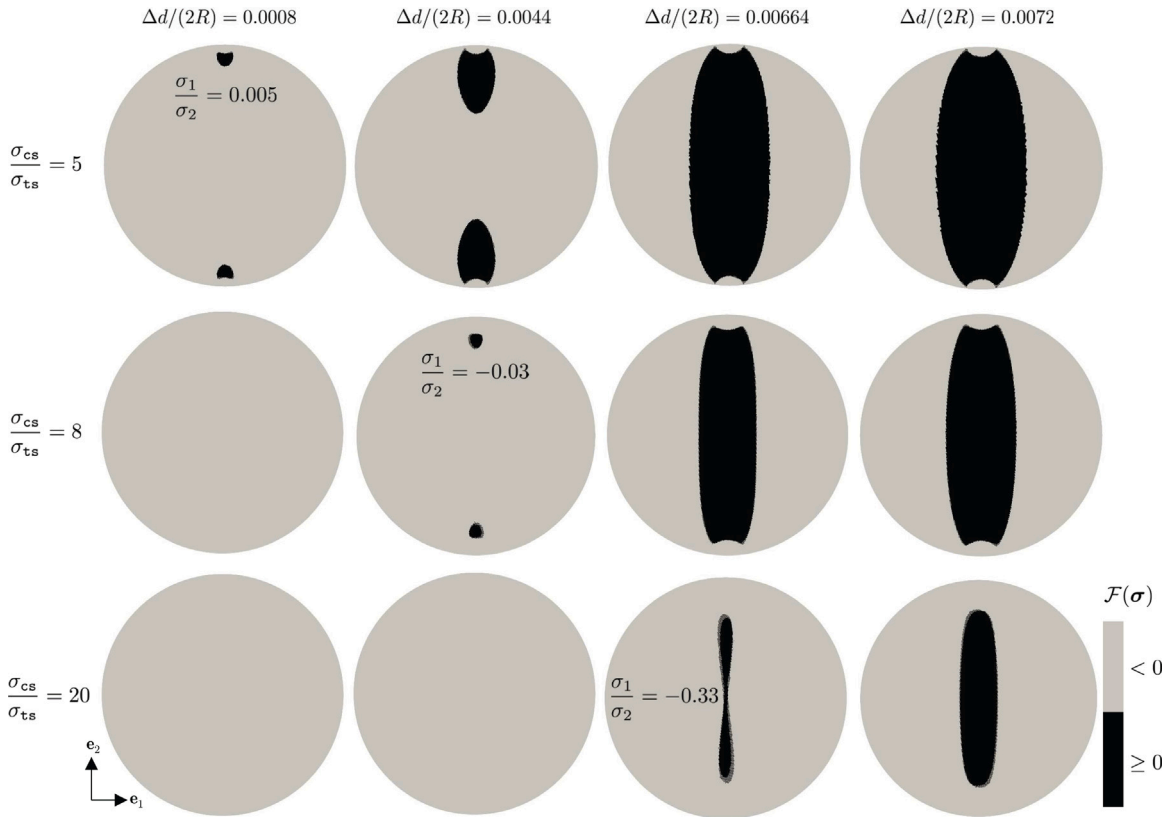 Δd/(2R) = 0.0008 Δd/(2R) = 0.0044 Δd/(2R) = 0.00664 Δd/(2R) = 0.0072
σ₁/σ₂ = 0.005
σcs/σts = 5
σ₁/σ₂ = −0.03
σcs/σts = 8
F(σ)
< 0
σcs/σts = 20
σ₁/σ₂ = −0.33
≥ 0
e₂
e₁